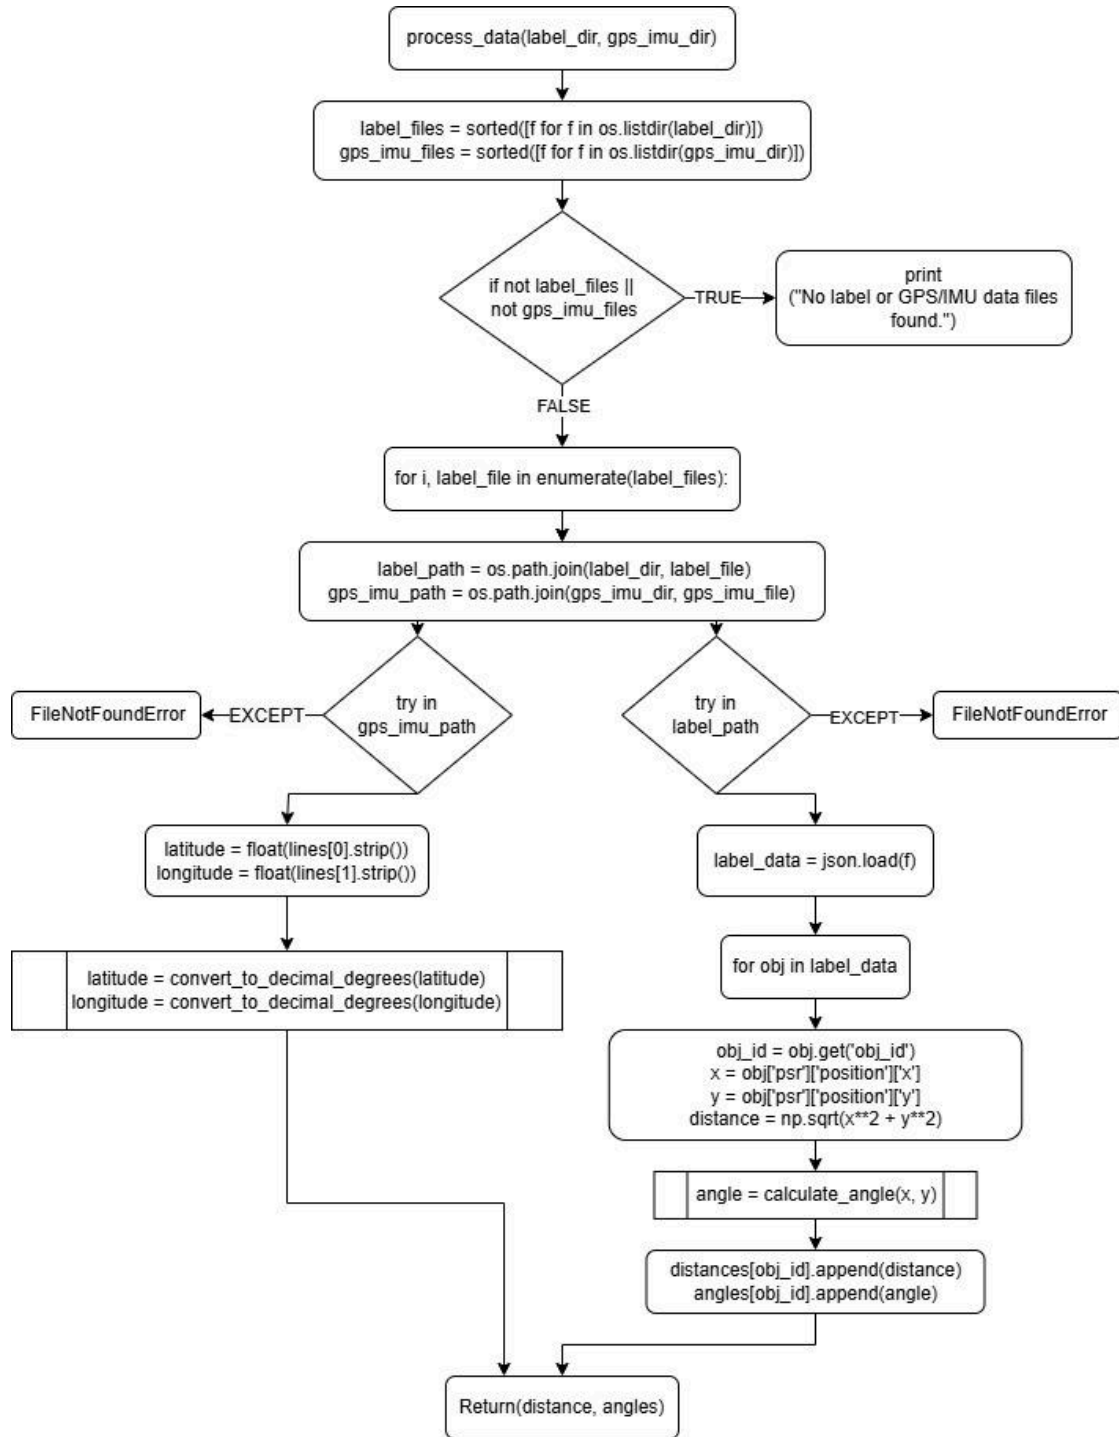 process_data(label_dir, gps_imu_dir)
label_files = sorted([f for f in os.listdir(label_dir)])
gps_imu_files = sorted([f for f in os.listdir(gps_imu_dir)])
if not label_files ||
not gps_imu_files
TRUE
print
("No label or GPS/IMU data files
found.")
FALSE
for i, label_file in enumerate(label_files):
label_path = os.path.join(label_dir, label_file)
gps_imu_path = os.path.join(gps_imu_dir, gps_imu_file)
FileNotFoundError
EXCEPT
try in
gps_imu_path
try in
label_path
EXCEPT
FileNotFoundError
latitude = float(lines[0].strip())
longitude = float(lines[1].strip())
label_data = json.load(f)
latitude = convert_to_decimal_degrees(latitude)
longitude = convert_to_decimal_degrees(longitude)
for obj in label_data
obj_id = obj.get('obj_id')
x = obj['psr']['position']['x']
y = obj['psr']['position']['y']
distance = np.sqrt(x**2 + y**2)
angle = calculate_angle(x, y)
distances[obj_id].append(distance)
angles[obj_id].append(angle)
Return(distance, angles)